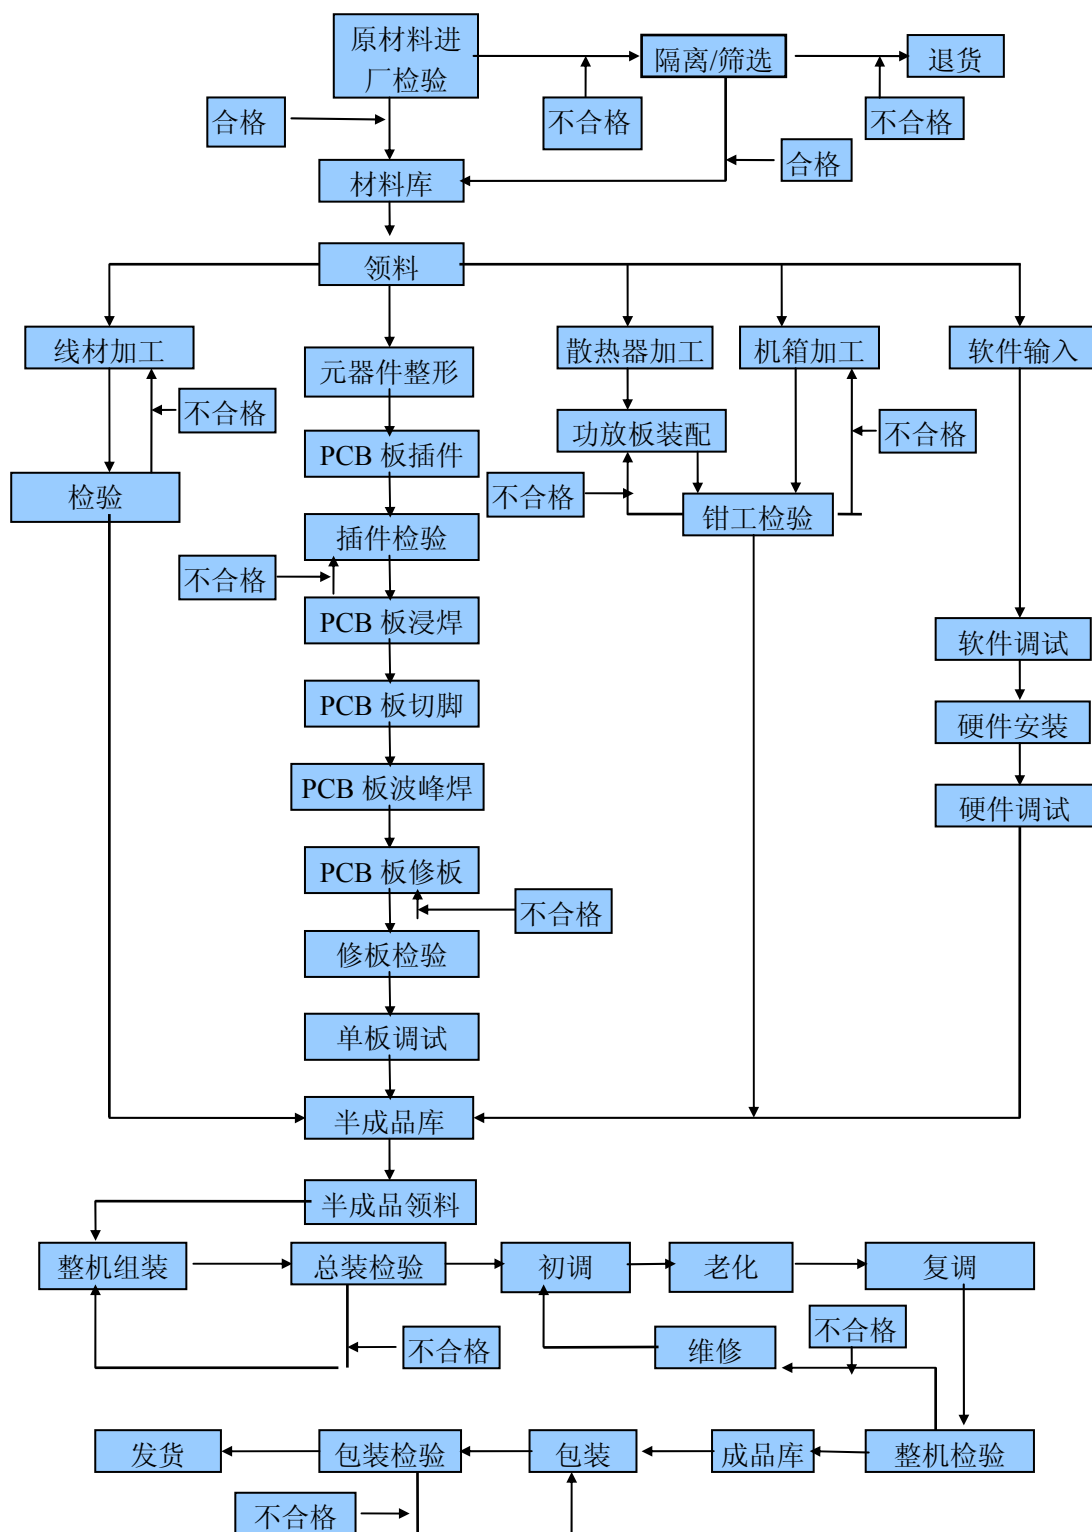 原材料进
厂检验
隔离/筛选
退货
合格
不合格
不合格
合格
材料库
领料
线材加工
元器件整形
散热器加工
机箱加工
软件输入
不合格
PCB 板插件
功放板装配
不合格
检验
不合格
钳工检验
插件检验
不合格
PCB 板浸焊
软件调试
PCB 板切脚
硬件安装
PCB 板波峰焊
硬件调试
PCB 板修板
不合格
修板检验
单板调试
半成品库
半成品领料
整机组装
总装检验
初调
老化
复调
不合格
不合格
维修
发货
包装检验
包装
成品库
整机检验
不合格